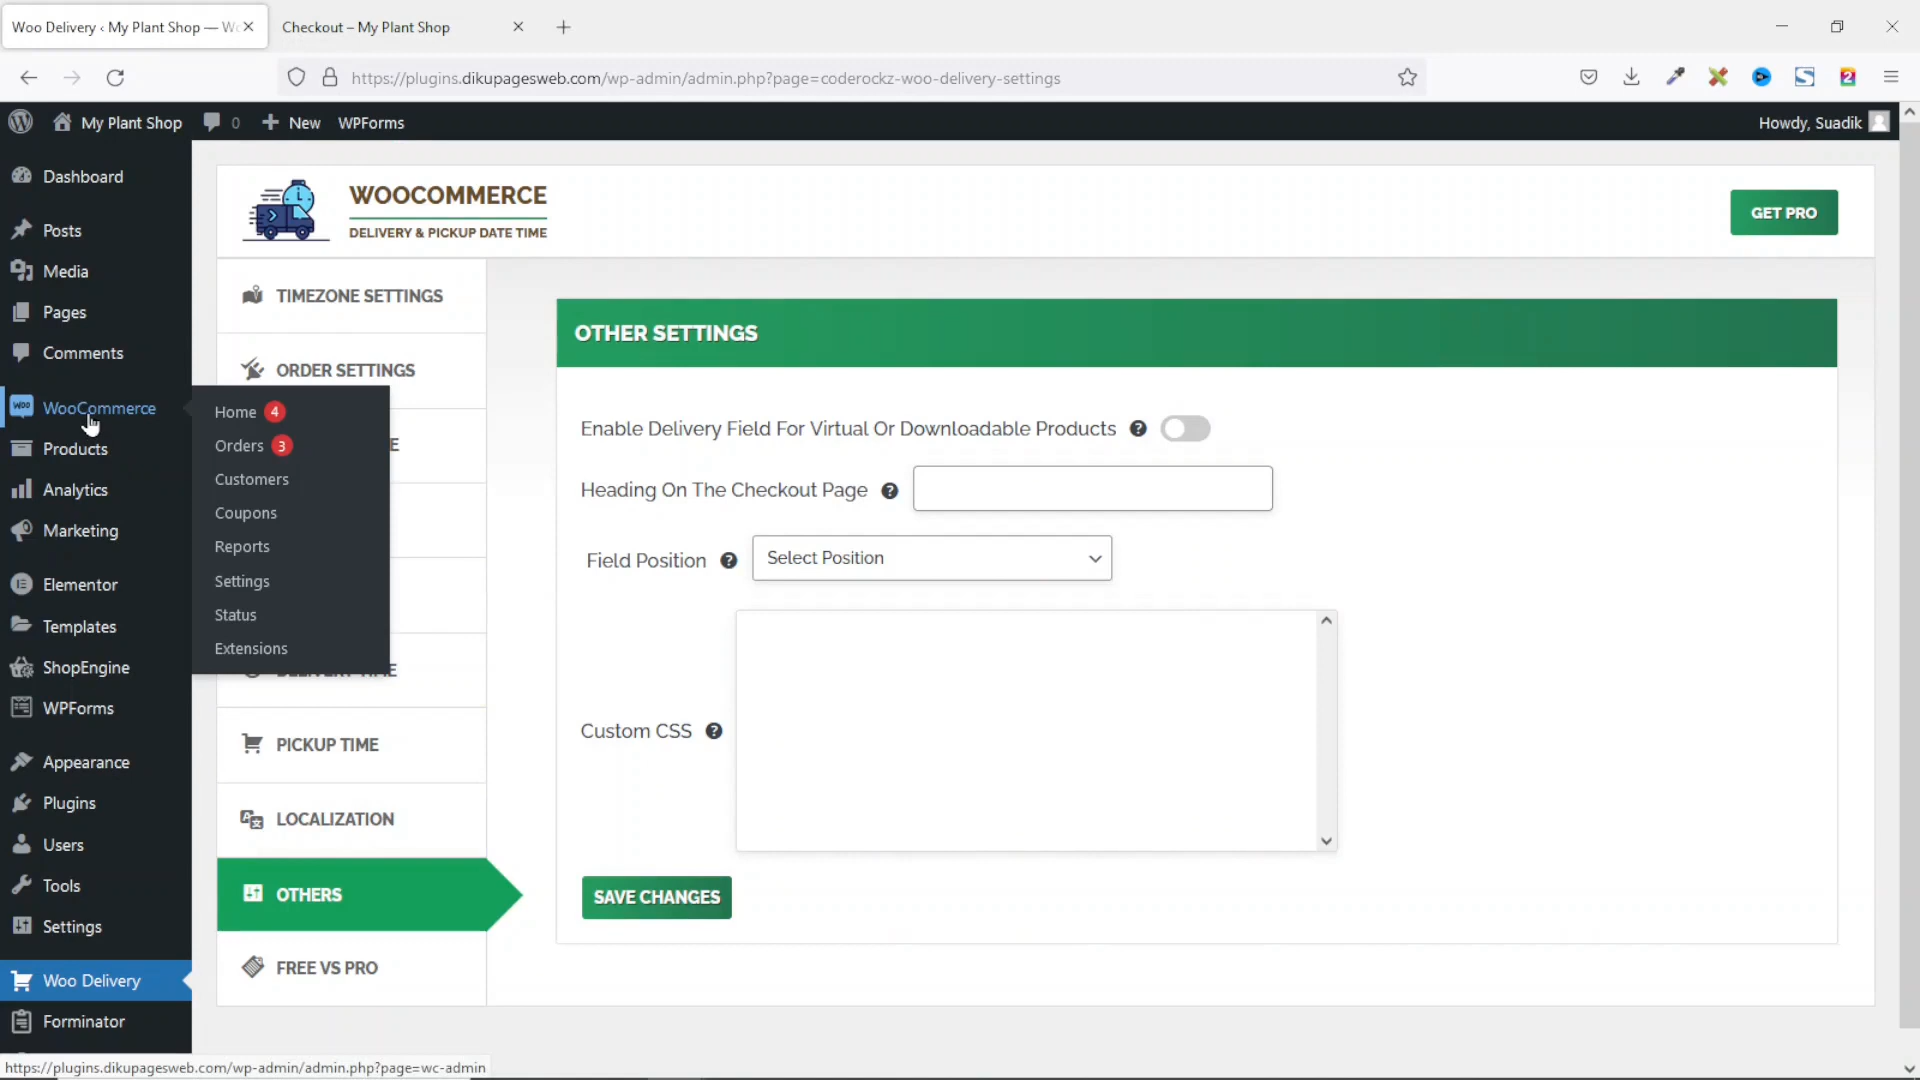 Woo Delivery ‹ My Plant Shop — Wo
Checkout – My Plant Shop
https://plugins.dikupagesweb.com/wp-admin/admin.php?page=coderockz-woo-delivery-settings
My Plant Shop
0
New
WPForms
Howdy, Suadik
Dashboard
Posts
Media
Pages
Comments
WooCommerce
Products
Analytics
Marketing
Elementor
Templates
ShopEngine
WPForms
Appearance
Plugins
Users
Tools
Settings
Woo Delivery
Forminator
Home 4
Orders 3
Customers
Coupons
Reports
Settings
Status
Extensions
WOOCOMMERCE
DELIVERY & PICKUP DATE TIME
GET PRO
TIMEZONE SETTINGS
ORDER SETTINGS
PICKUP TIME
LOCALIZATION
OTHERS
FREE VS PRO
OTHER SETTINGS
Enable Delivery Field For Virtual Or Downloadable Products
Heading On The Checkout Page
Field Position
Select Position
Custom CSS
SAVE CHANGES
https://plugins.dikupagesweb.com/wp-admin/admin.php?page=wc-admin